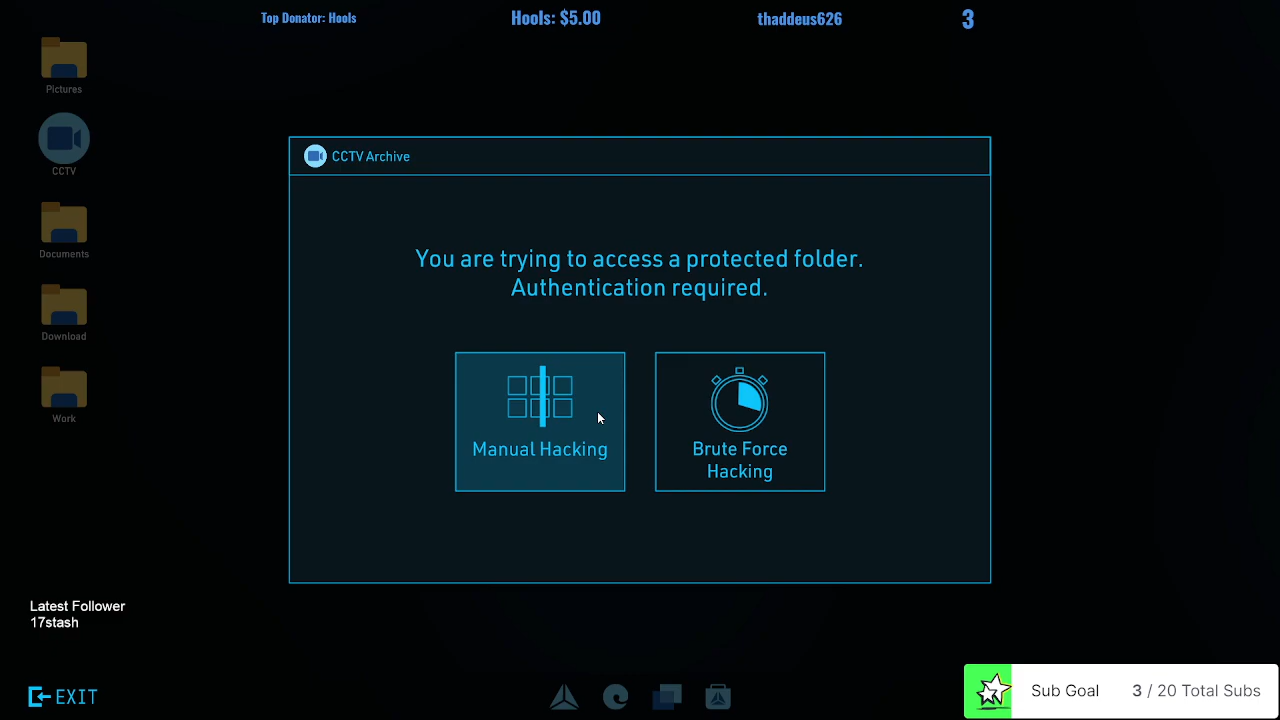 Top Donator: Hools
Hools: $5.00
thaddeus626
3
Pictures
CCTV
Documents
Download
Work
CCTV Archive
You are trying to access a protected folder.
Authentication required.
Manual Hacking
Brute Force
Hacking
Latest Follower
17stash
EXIT
Sub Goal
3 / 20 Total Subs